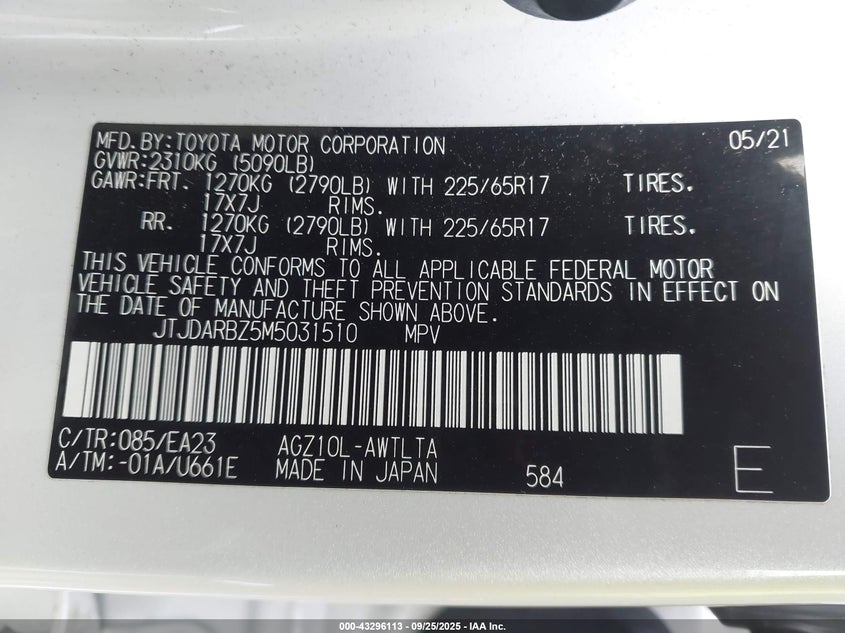 MFD.BY:TOYOTA MOTOR CORPORATION 05/21
GVWR:2310KG (5090LB)
GAWR:FRT. 1270KG (2790LB) WITH 225/65R17 TIRES.
17X7J RIMS.
RR. 1270KG (2790LB) WITH 225/65R17 TIRES.
17X7J RIMS.
THIS VEHICLE CONFORMS TO ALL APPLICABLE FEDERAL MOTOR
VEHICLE SAFETY AND THEFT PREVENTION STANDARDS IN EFFECT ON
THE DATE OF MANUFACTURE SHOWN ABOVE.
JTJDARBZ5M5031510 MPV
C/TR:085/EA23 AGZ10L-AWTLTA
A/TM:-01A/U661E MADE IN JAPAN 584 E
000-43296113 - 09/25/2025 - IAA Inc.